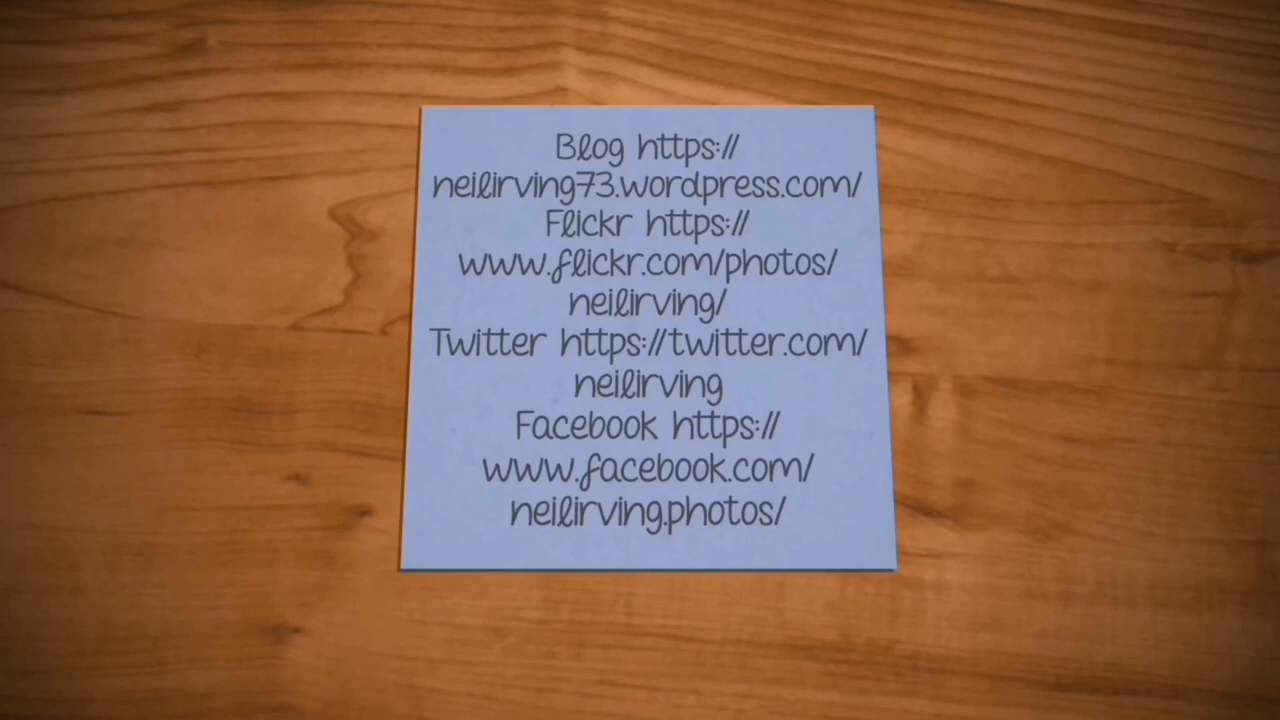 Blog https://
neilirving73.wordpress.com/
Flickr https://
www.flickr.com/photos/
neilirving/
Twitter https://twitter.com/
neilirving
Facebook https://
www.facebook.com/
neilirving.photos/